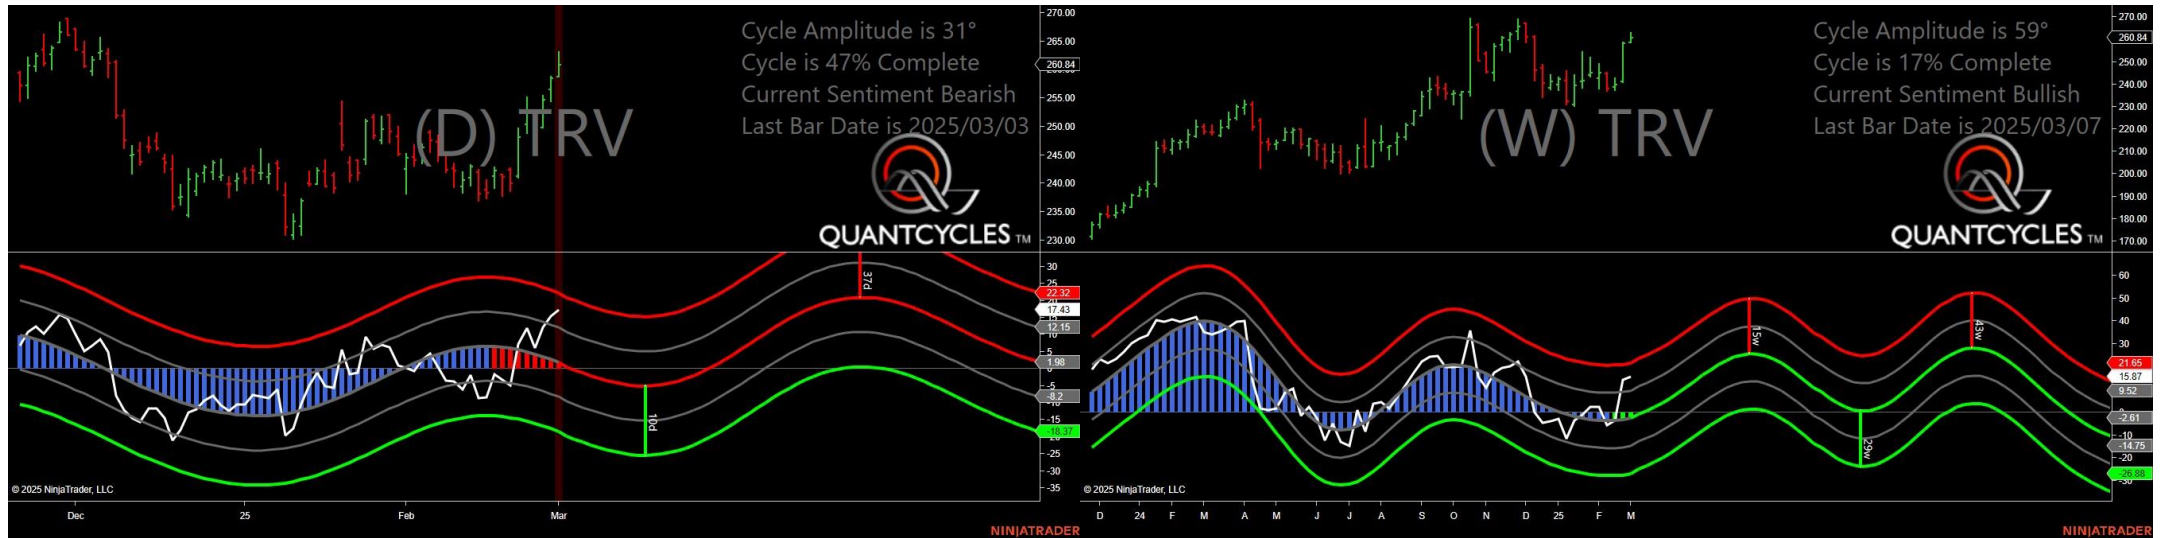 Cycle Amplitude is 31°
Cycle is 47% Complete
Current Sentiment Bearish
Last Bar Date is 2025/03/03
(D) TRV
QUANTCYCLES TM
270.00
265.00
260.84
255.00
250.00
245.00
240.00
235.00
230.00
37d
10d
30
25
22.32
17.43
12.15
5
1.98
-5
-8.2
-15
-18.37
-25
-30
-35
© 2025 NinjaTrader, LLC
Dec
25
Feb
Mar
NINJATRADER
Cycle Amplitude is 59°
Cycle is 17% Complete
Current Sentiment Bullish
Last Bar Date is 2025/03/07
(W) TRV
QUANTCYCLES TM
270.00
260.84
250.00
240.00
230.00
220.00
210.00
200.00
190.00
180.00
170.00
15w
43w
29w
60
50
40
30
21.65
15.87
9.52
-2.61
-10
-14.75
-20
-26.88
© 2025 NinjaTrader, LLC
D 24 F M A M J J A S O N D 25 F M
NINJATRADER